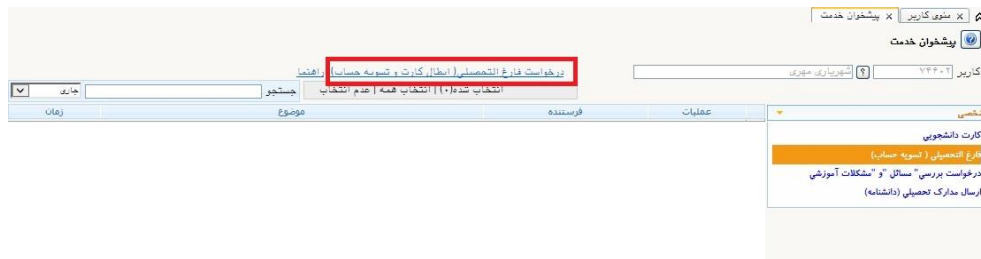 منوی کاربر x پیشخوان خدمت x
پیشخوان خدمت
کاربر ۷۴۴۰۲ شهریاری مهری
درخواست فارغ التحصیلی( ابطال کارت و تسویه حساب) راهنما
انتخاب شده(۰) | انتخاب همه | عدم انتخاب جستجو جاری
عملیات فرستنده موضوع زمان
شخصی
کارت دانشجویی
فارغ التحصیلی ( تسویه حساب)
درخواست بررسی" مسائل "و "مشکلات آموزشی
ارسال مدارک تحصیلی (دانشنامه)